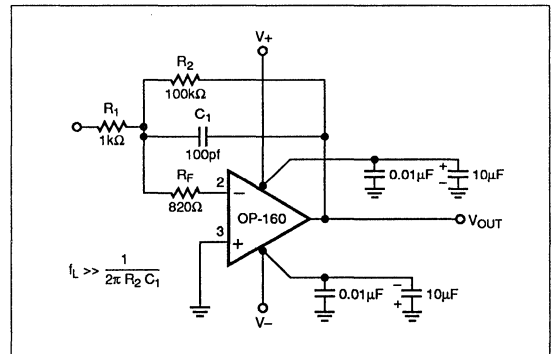 V+
R2
100kΩ
R1
1kΩ
C1
100pf
RF
820Ω
2
−
3
+
OP-160
0.01µF
+
−
10µF
VOUT
fL >> 1 / 2π R2 C1
V−
0.01µF
−
+
10µF